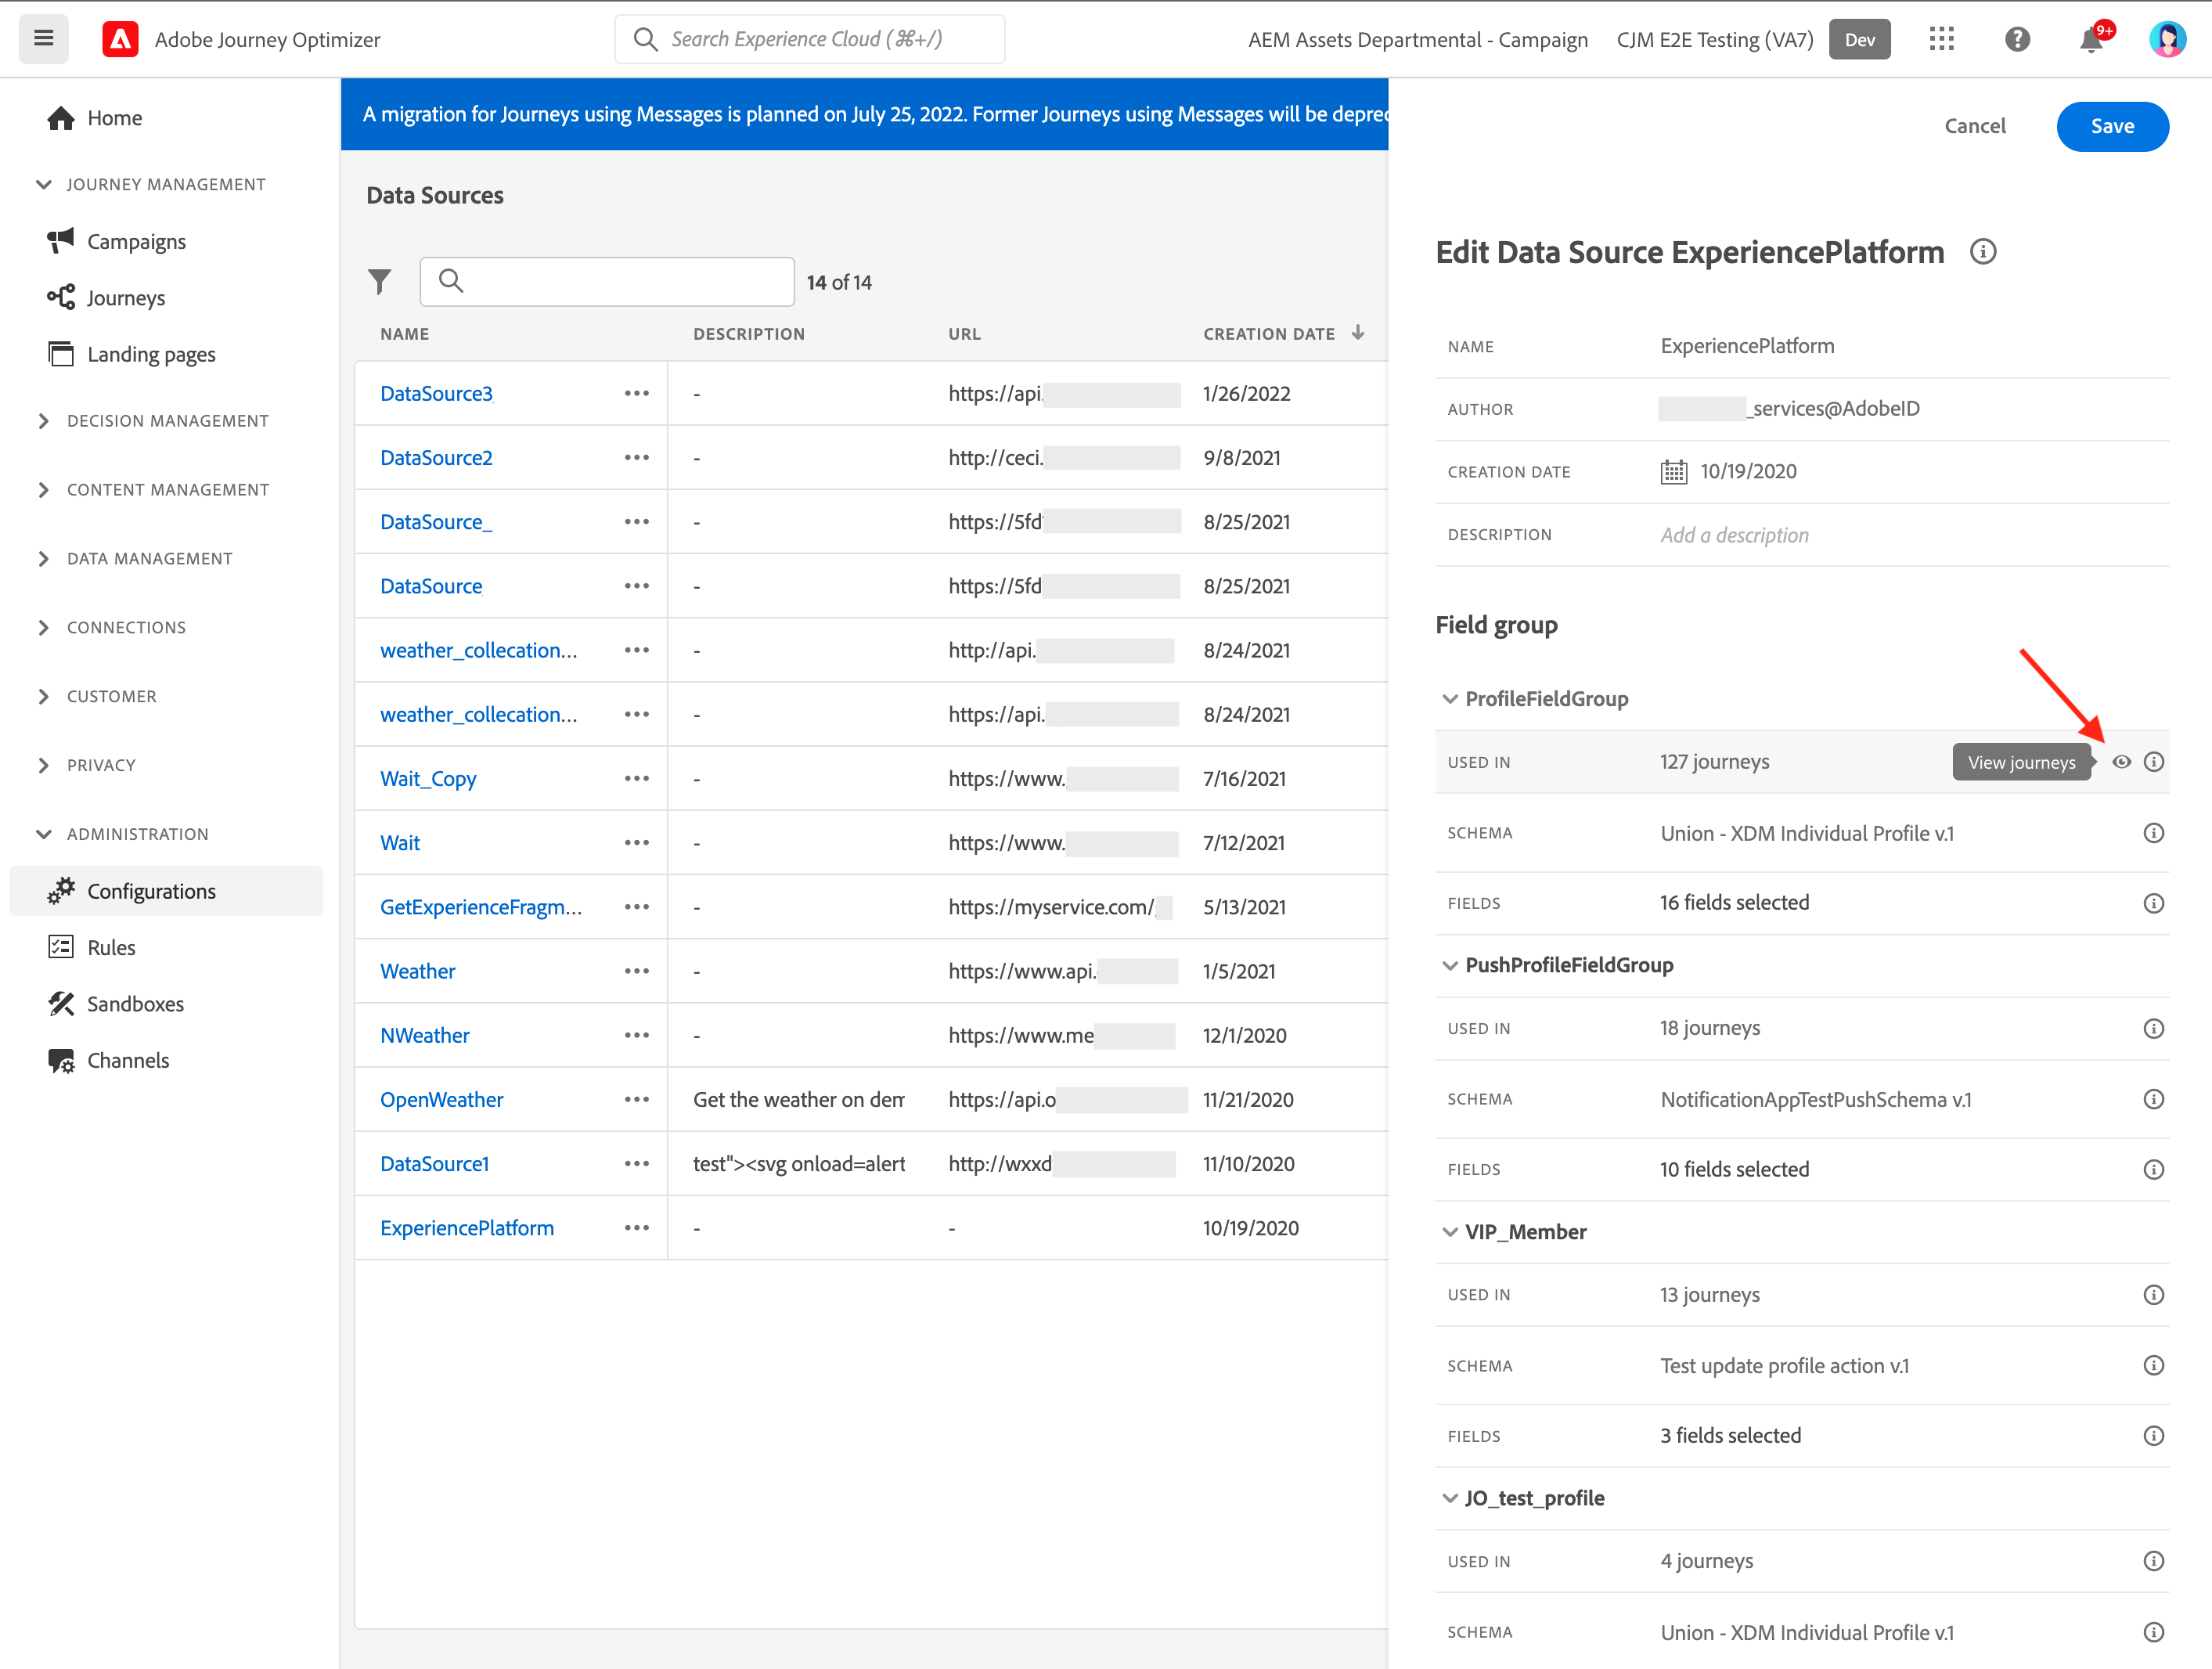 Adobe Journey Optimizer
Search Experience Cloud (⌘+/)
AEM Assets Departmental - Campaign
CJM E2E Testing (VA7)
Dev
9+
Home
JOURNEY MANAGEMENT
Campaigns
Journeys
Landing pages
DECISION MANAGEMENT
CONTENT MANAGEMENT
DATA MANAGEMENT
CONNECTIONS
CUSTOMER
PRIVACY
ADMINISTRATION
Configurations
Rules
Sandboxes
Channels
A migration for Journeys using Messages is planned on July 25, 2022. Former Journeys using Messages will be deprec
Data Sources
14 of 14
NAME DESCRIPTION URL CREATION DATE
DataSource3 ••• - https://api. 1/26/2022
DataSource2 ••• - http://ceci. 9/8/2021
DataSource_ ••• - https://5fd 8/25/2021
DataSource ••• - https://5fd 8/25/2021
weather_collecation... ••• - http://api. 8/24/2021
weather_collecation... ••• - https://api. 8/24/2021
Wait_Copy ••• - https://www. 7/16/2021
Wait ••• - https://www. 7/12/2021
GetExperienceFragm... ••• - https://myservice.com/ 5/13/2021
Weather ••• - https://www.api. 1/5/2021
NWeather ••• - https://www.me 12/1/2020
OpenWeather ••• Get the weather on dem https://api.o 11/21/2020
DataSource1 ••• test"><svg onload=alert http://wxxd 11/10/2020
ExperiencePlatform ••• - - 10/19/2020
Cancel
Save
Edit Data Source ExperiencePlatform
NAME ExperiencePlatform
AUTHOR _services@AdobeID
CREATION DATE 10/19/2020
DESCRIPTION Add a description
Field group
ProfileFieldGroup
USED IN 127 journeys View journeys
SCHEMA Union - XDM Individual Profile v.1
FIELDS 16 fields selected
PushProfileFieldGroup
USED IN 18 journeys
SCHEMA NotificationAppTestPushSchema v.1
FIELDS 10 fields selected
VIP_Member
USED IN 13 journeys
SCHEMA Test update profile action v.1
FIELDS 3 fields selected
JO_test_profile
USED IN 4 journeys
SCHEMA Union - XDM Individual Profile v.1